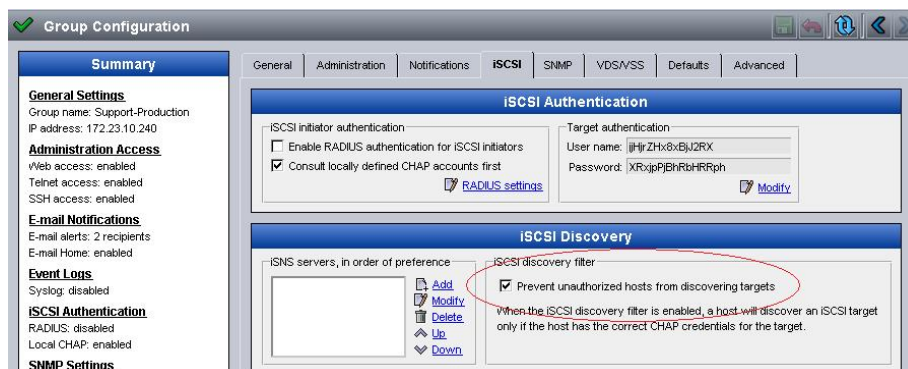 Group Configuration
Summary
General Settings
Group name: Support-Production
IP address: 172.23.10.240
Administration Access
Web access: enabled
Telnet access: enabled
SSH access: enabled
E-mail Notifications
E-mail alerts: 2 recipients
E-mail Home: enabled
Event Logs
Syslog: disabled
iSCSI Authentication
RADIUS: disabled
Local CHAP: enabled
SNMP Settings
General Administration Notifications iSCSI SNMP VDS/VSS Defaults Advanced
iSCSI Authentication
iSCSI initiator authentication
Enable RADIUS authentication for iSCSI initiators
Consult locally defined CHAP accounts first
RADIUS settings
Target authentication
User name:
Password:
Modify
iSCSI Discovery
iSNS servers, in order of preference
Add
Modify
Delete
Up
Down
iSCSI discovery filter
Prevent unauthorized hosts from discovering targets
When the iSCSI discovery filter is enabled, a host will discover an iSCSI target
only if the host has the correct CHAP credentials for the target.